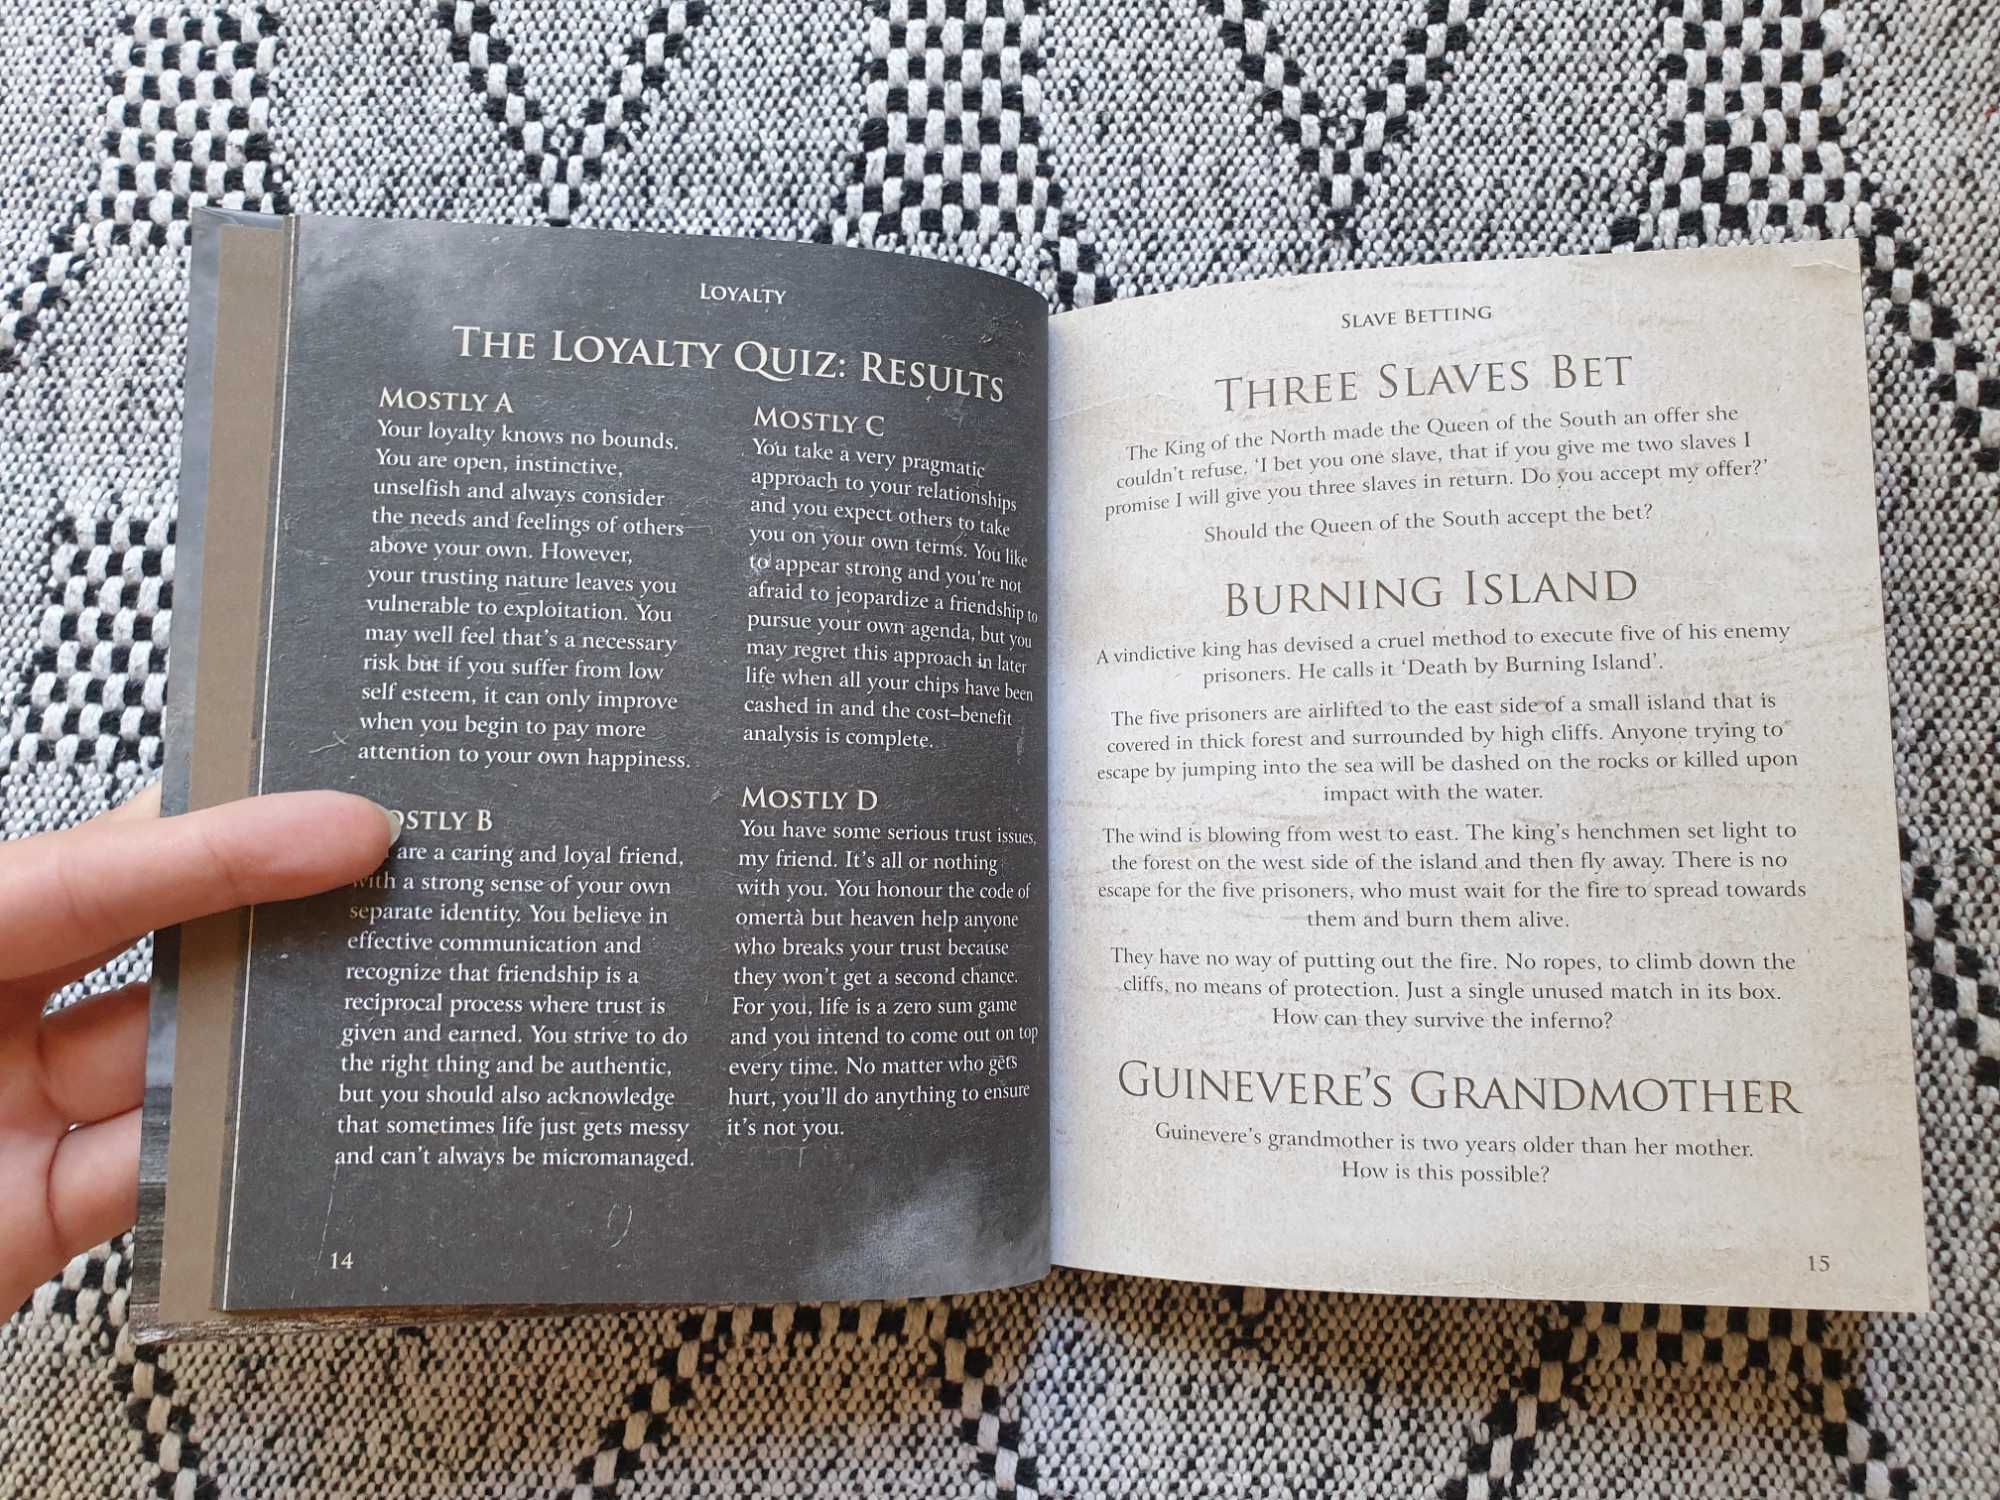 LOYALTY
THE LOYALTY QUIZ: RESULTS
MOSTLY A
Your loyalty knows no bounds.
You are open, instinctive,
unselfish and always consider
the needs and feelings of others
above your own. However,
your trusting nature leaves you
vulnerable to exploitation. You
may well feel that's a necessary
risk but if you suffer from low
self esteem, it can only improve
when you begin to pay more
attention to your own happiness.
OSTLY B
are a caring and loyal friend,
with a strong sense of your own
separate identity. You believe in
effective communication and
recognize that friendship is a
reciprocal process where trust is
given and earned. You strive to do
the right thing and be authentic,
but you should also acknowledge
that sometimes life just gets messy
and can't always be micromanaged.
MOSTLY C
You take a very pragmatic
approach to your relationships
and you expect others to take
you on your own terms. You like
to appear strong and you're not
afraid to jeopardize a friendship to
pursue your own agenda, but you
may regret this approach in later
life when all your chips have been
cashed in and the cost–benefit
analysis is complete.
MOSTLY D
You have some serious trust issues,
my friend. It's all or nothing
with you. You honour the code of
omertà but heaven help anyone
who breaks your trust because
they won't get a second chance.
For you, life is a zero sum game
and you intend to come out on top
every time. No matter who gets
hurt, you'll do anything to ensure
it's not you.
14
SLAVE BETTING
THREE SLAVES BET
The King of the North made the Queen of the South an offer she
couldn't refuse. 'I bet you one slave, that if you give me two slaves I
promise I will give you three slaves in return. Do you accept my offer?'
Should the Queen of the South accept the bet?
BURNING ISLAND
A vindictive king has devised a cruel method to execute five of his enemy
prisoners. He calls it 'Death by Burning Island'.
The five prisoners are airlifted to the east side of a small island that is
covered in thick forest and surrounded by high cliffs. Anyone trying to
escape by jumping into the sea will be dashed on the rocks or killed upon
impact with the water.
The wind is blowing from west to east. The king's henchmen set light to
the forest on the west side of the island and then fly away. There is no
escape for the five prisoners, who must wait for the fire to spread towards
them and burn them alive.
They have no way of putting out the fire. No ropes, to climb down the
cliffs, no means of protection. Just a single unused match in its box.
How can they survive the inferno?
GUINEVERE'S GRANDMOTHER
Guinevere's grandmother is two years older than her mother.
How is this possible?
15